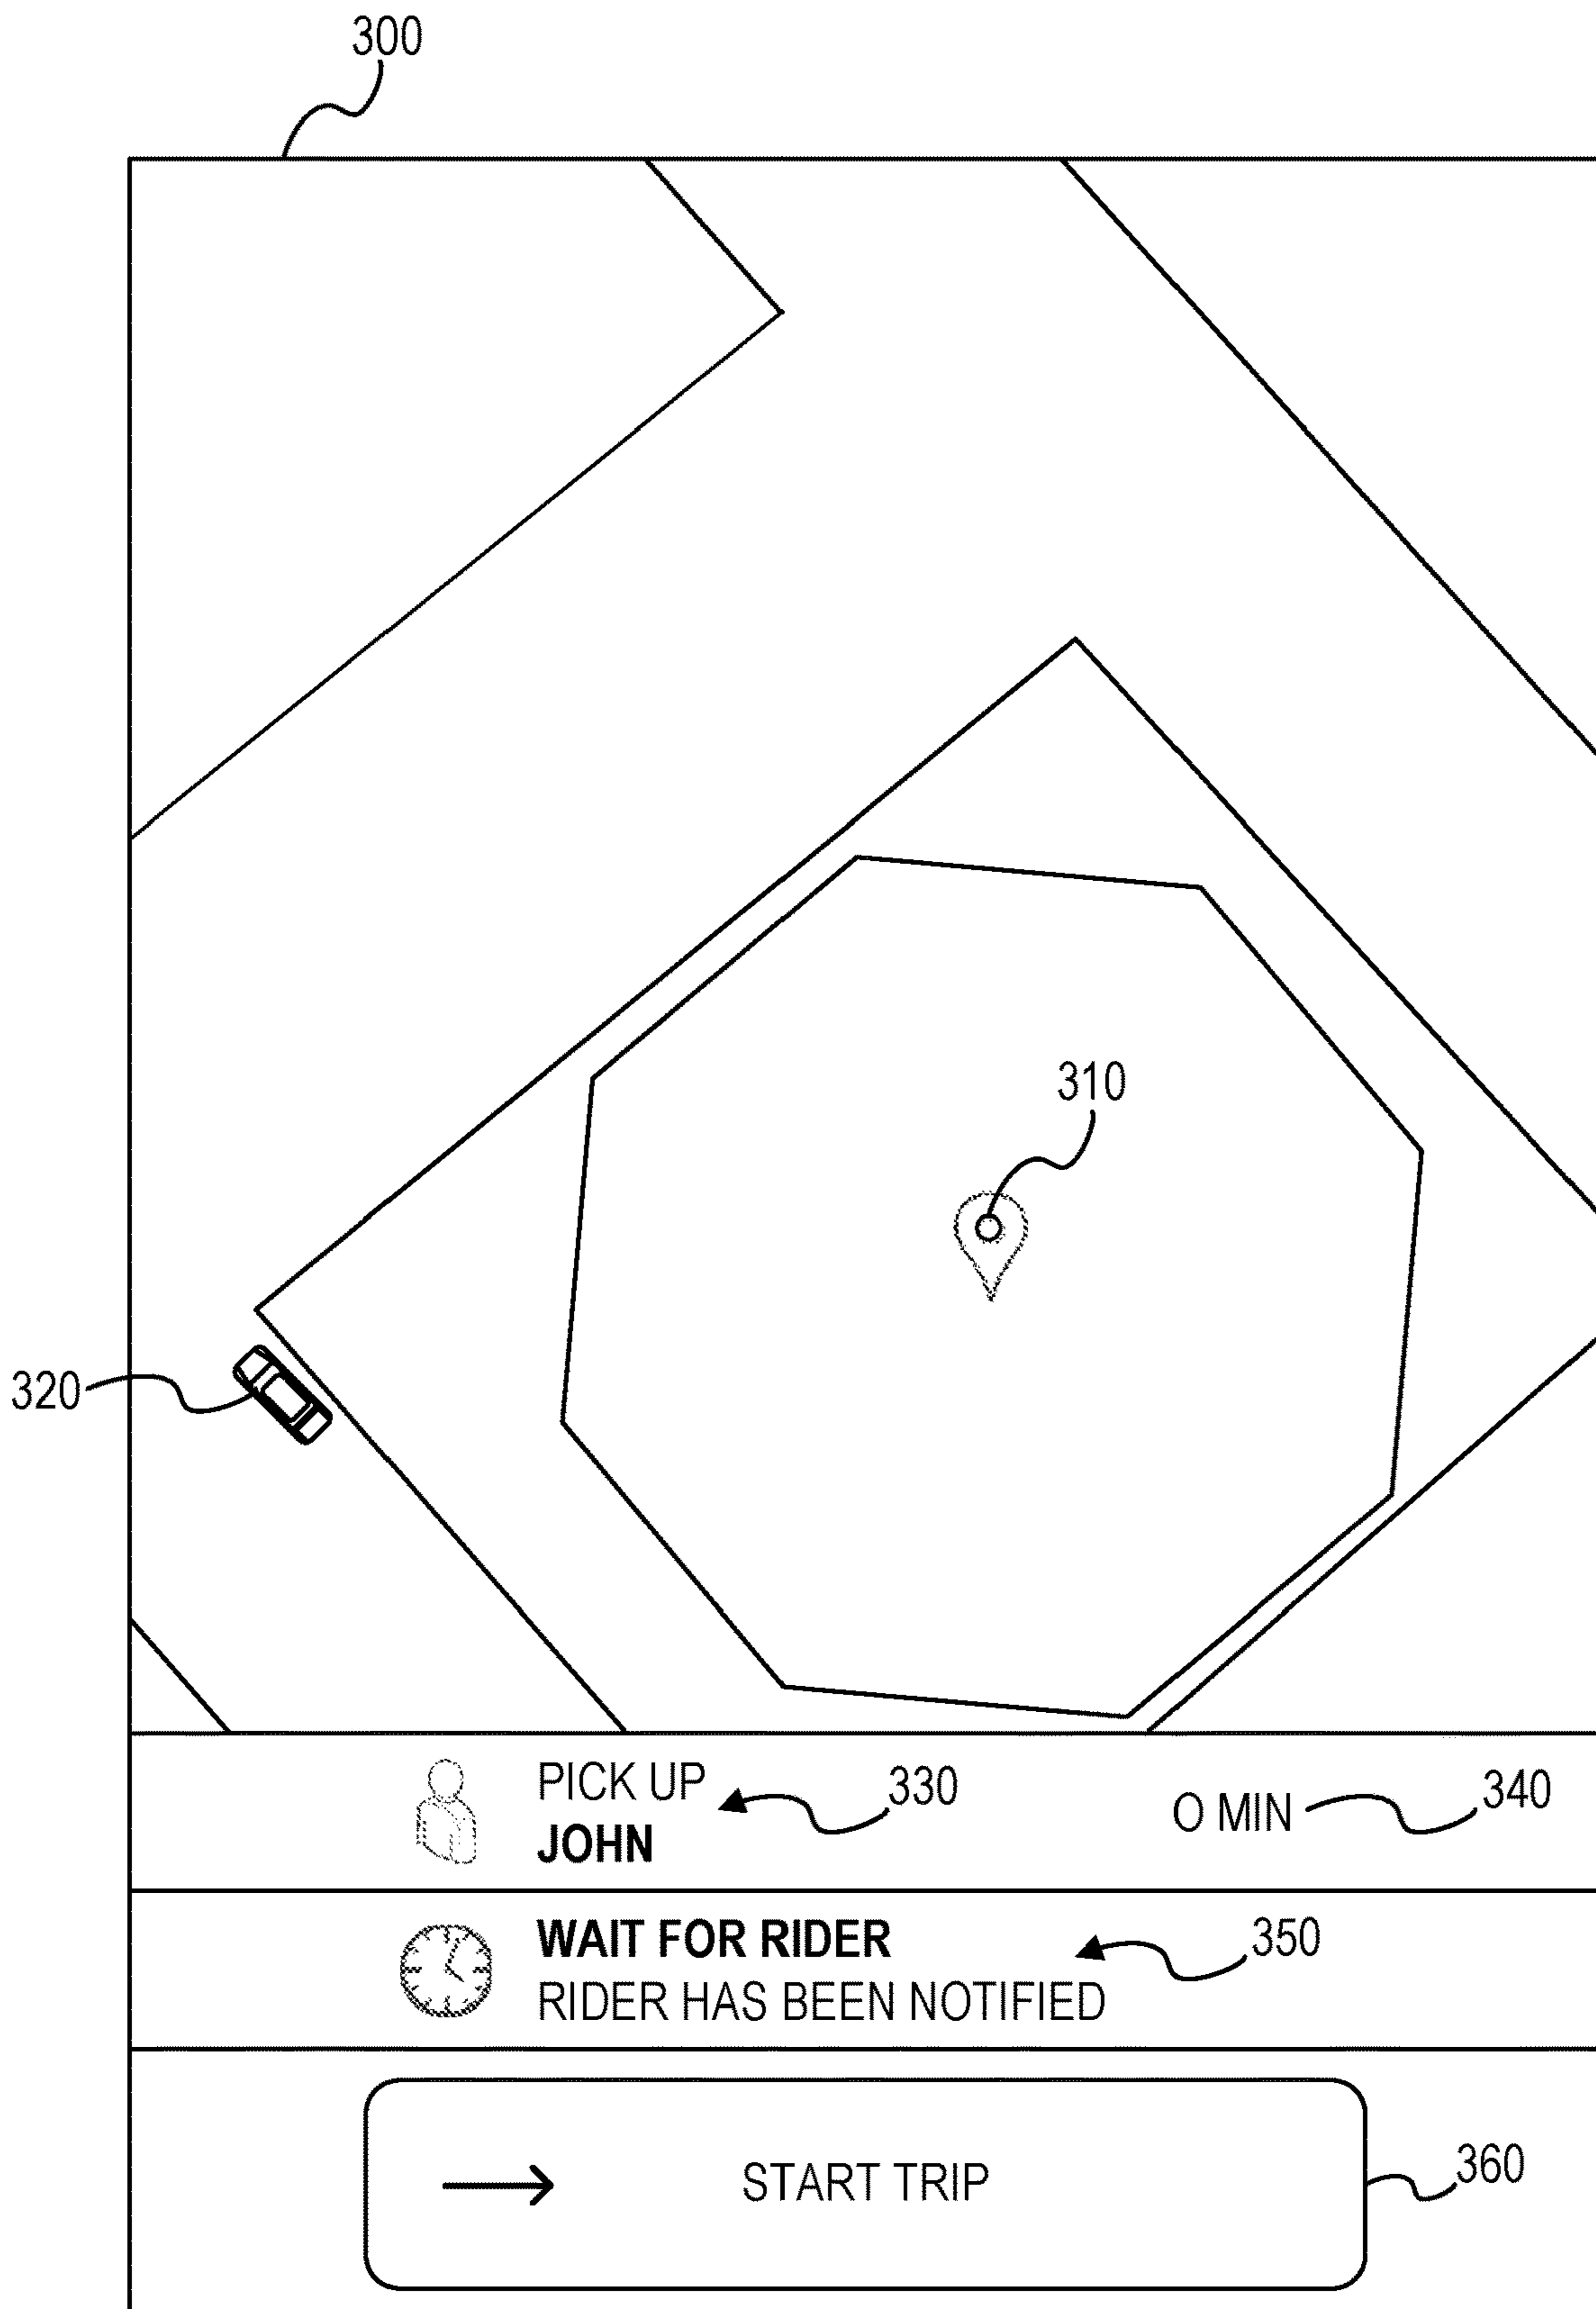 300
310
320
PICK UP
330
O MIN
340
JOHN
WAIT FOR RIDER
350
RIDER HAS BEEN NOTIFIED
START TRIP
360